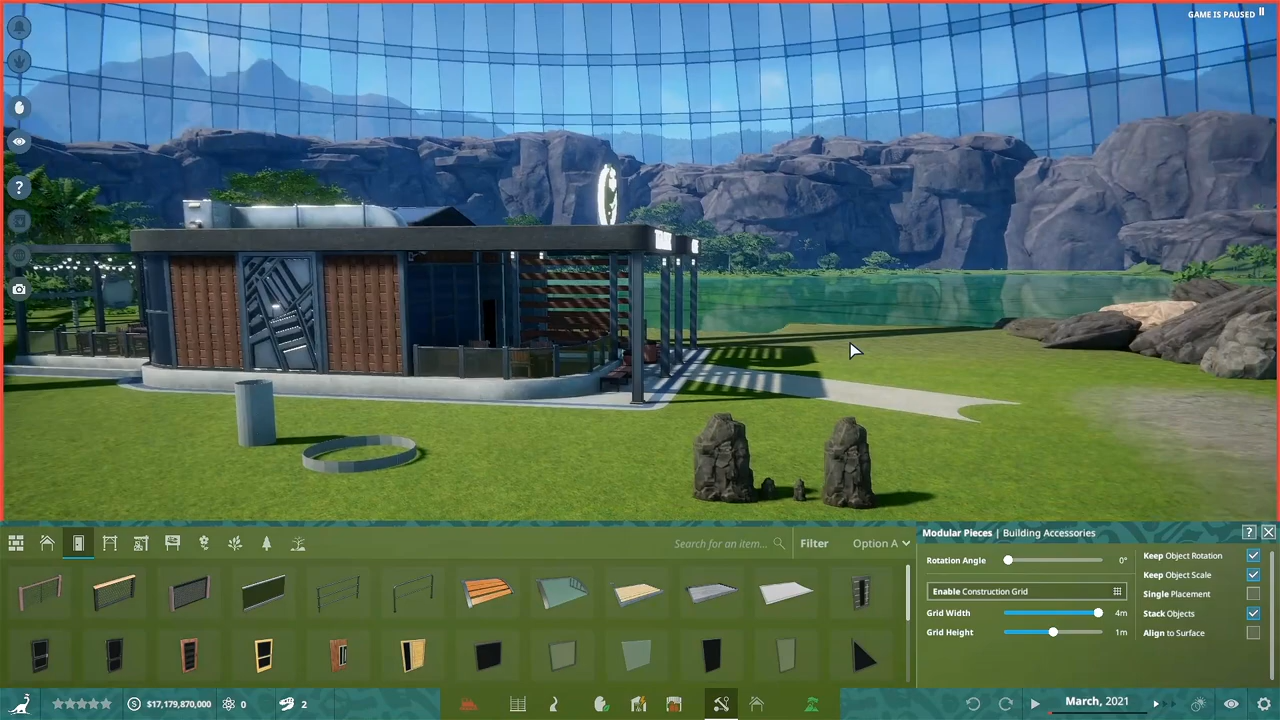 GAME IS PAUSED
Search for an item...
Filter
Option A
Modular Pieces | Building Accessories
?
Rotation Angle 0°
Enable Construction Grid
Grid Width 4m
Grid Height 1m
Keep Object Rotation
Keep Object Scale
Single Placement
Stack Objects
Align to Surface
$17,179,870,000
0
2
March, 2021